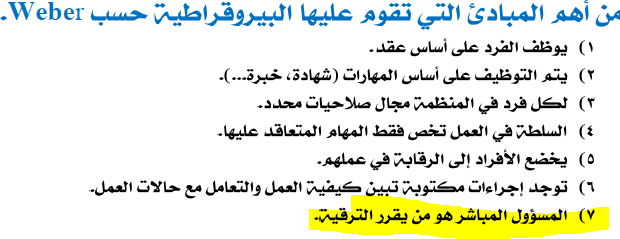 من أهم المبادئ التي تقوم عليها البيروقراطية حسب Weber.
١) يوظف الفرد على أساس عقد.
٢) يتم التوظيف على أساس المهارات (شهادة، خبرة...).
٣) لكل فرد في المنظمة مجال صلاحيات محدد.
٤) السلطة في العمل تخص فقط المهام المتعاقد عليها.
٥) يخضع الأفراد إلى الرقابة في عملهم.
٦) توجد إجراءات مكتوبة تبين كيفية العمل والتعامل مع حالات العمل.
٧) المسؤول المباشر هو من يقرر الترقية.